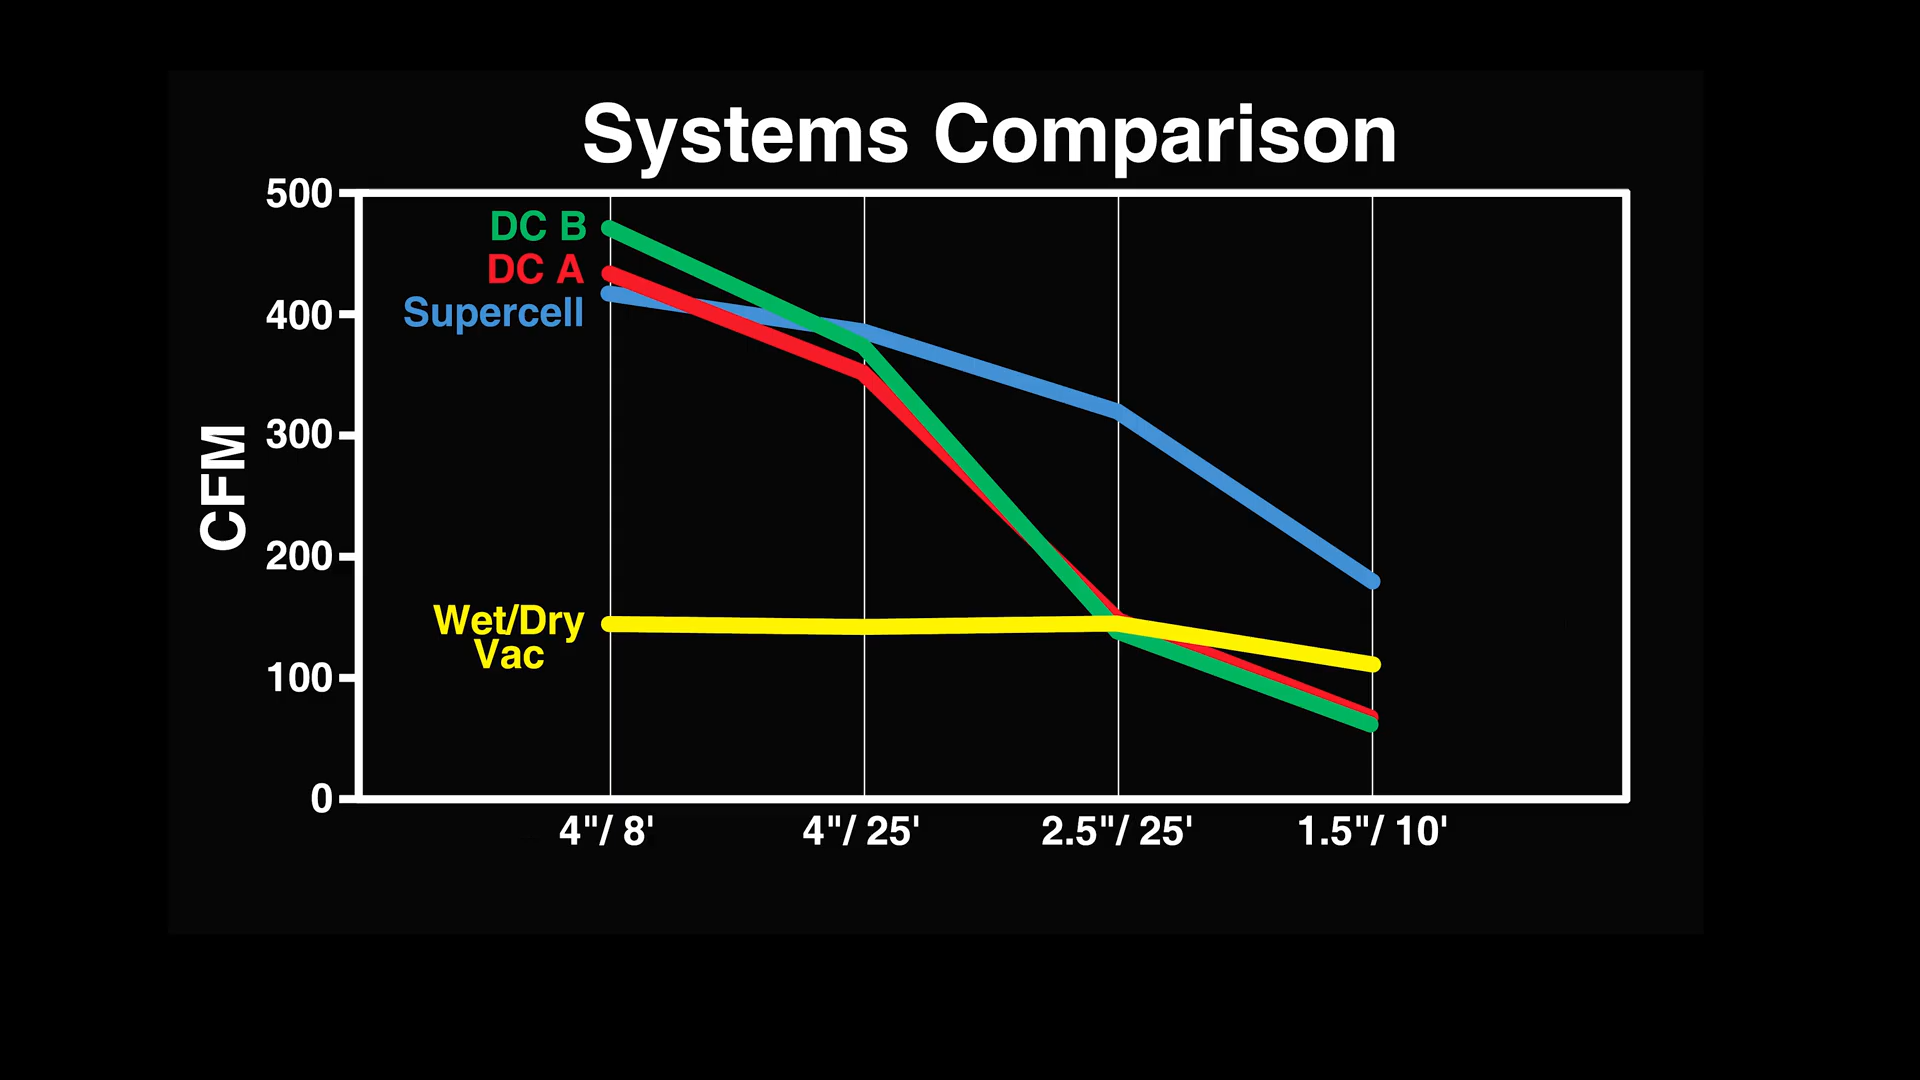 Systems Comparison
500
DC B
DC A
Supercell
400
CFM
300
200
Wet/Dry
Vac
100
0
4"/ 8'
4"/ 25'
2.5"/ 25'
1.5"/ 10'